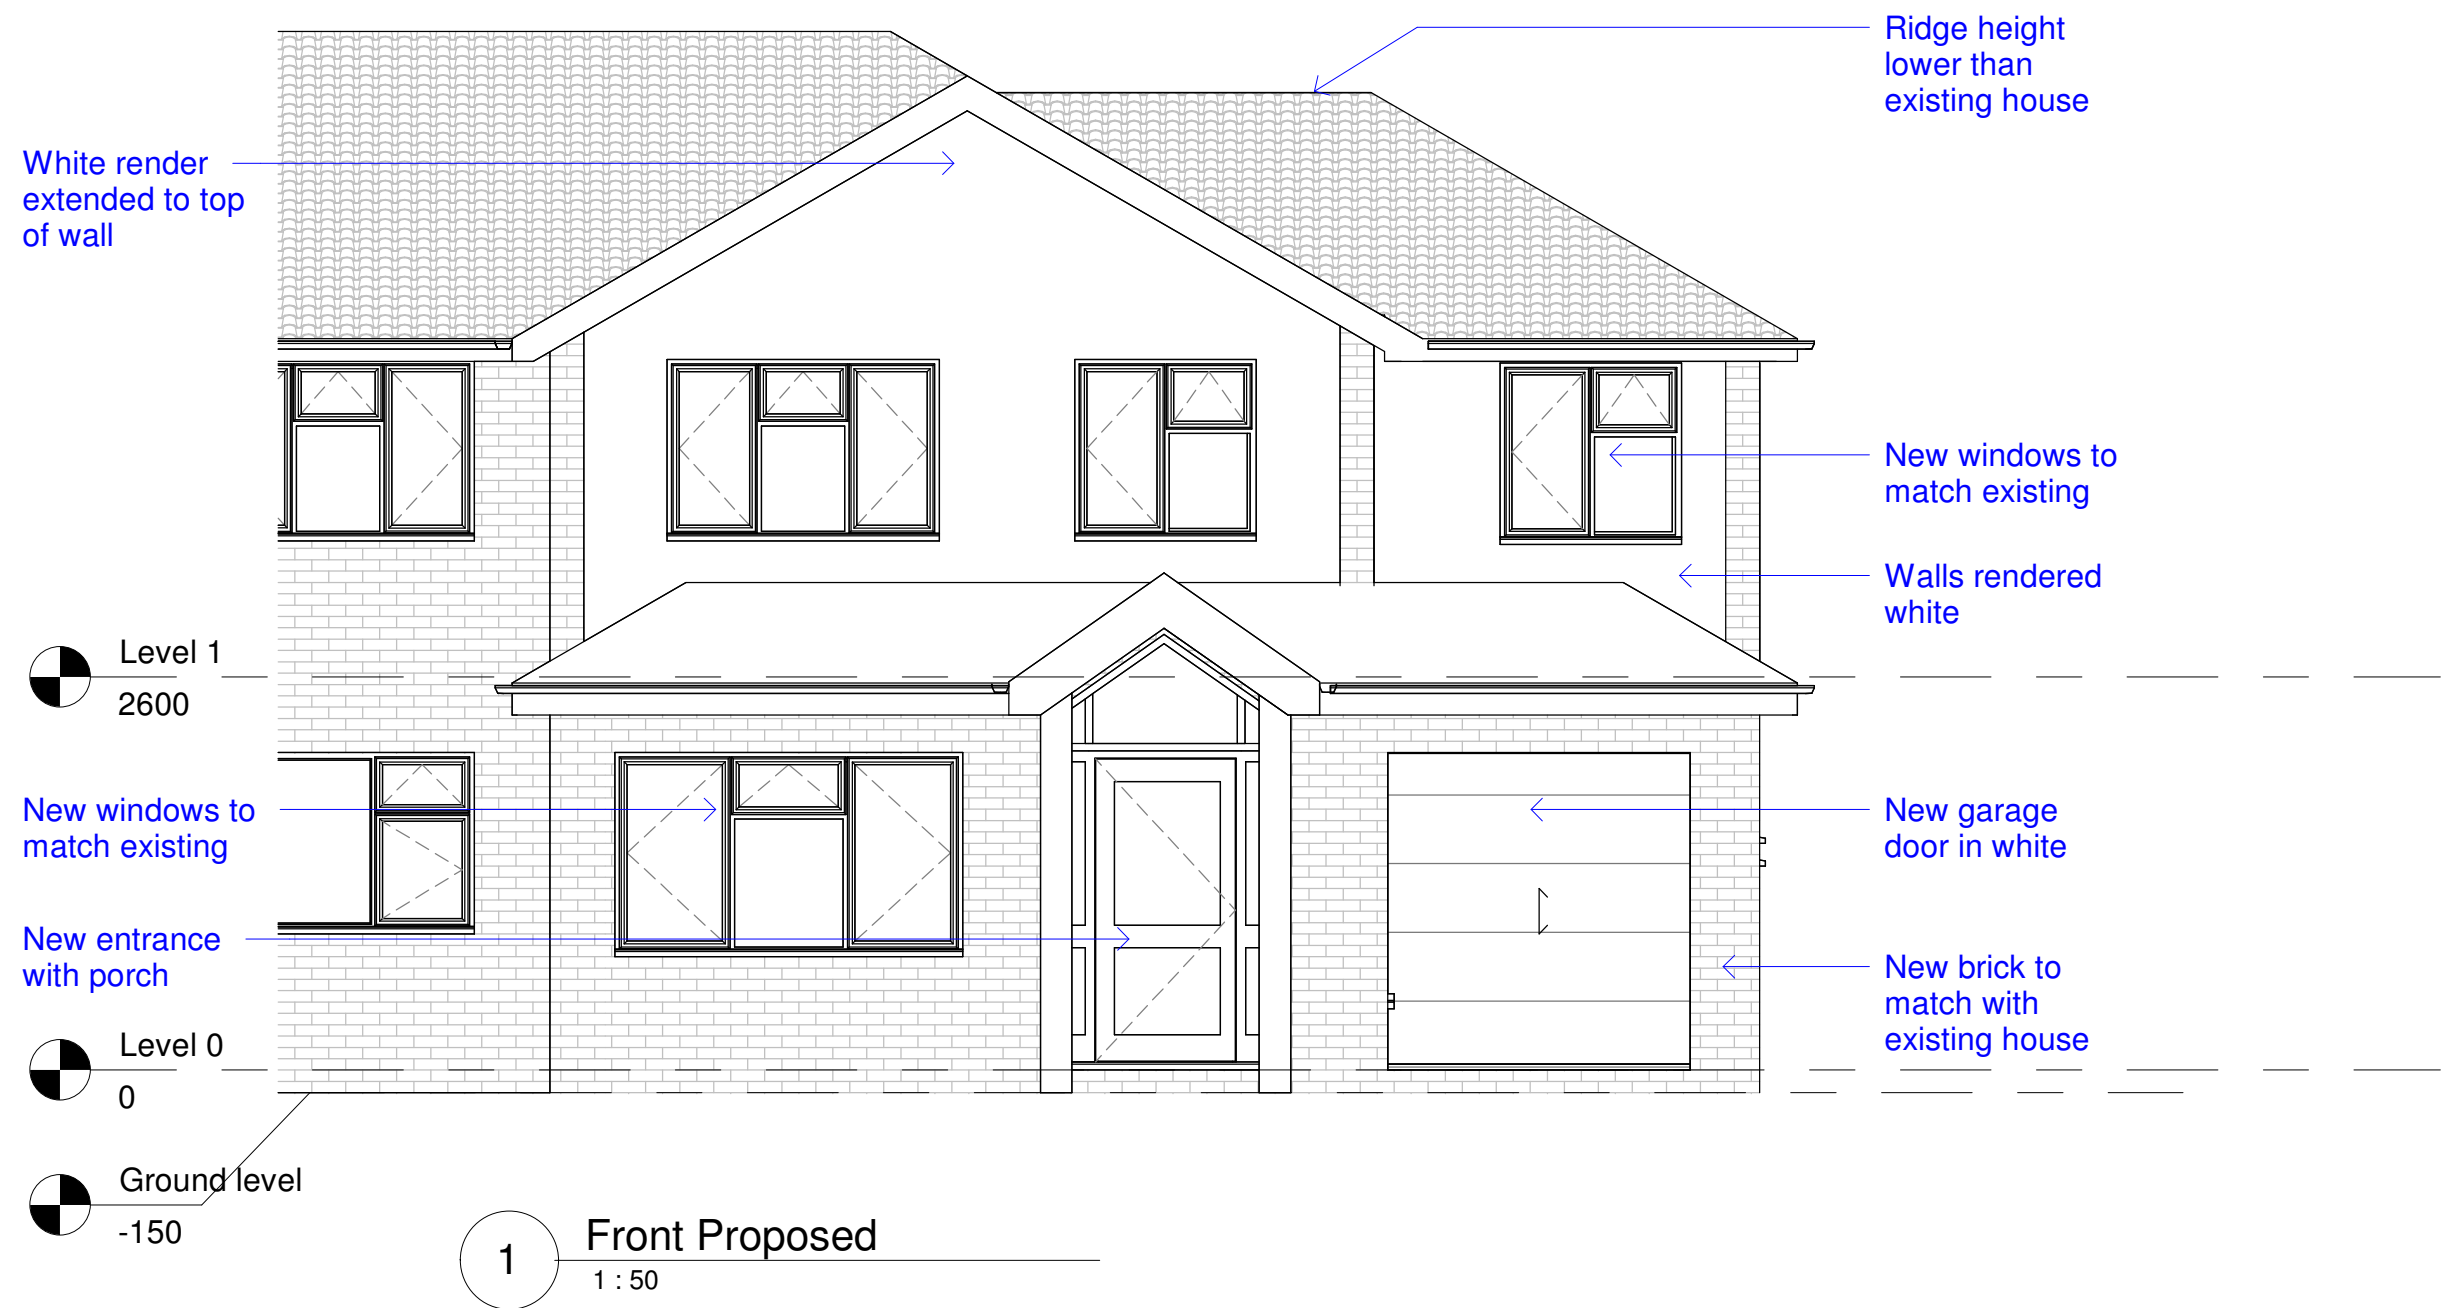 Ridge height
lower than
existing house
White render
extended to top
of wall
New windows to
match existing
Walls rendered
white
Level 1
2600
New windows to
match existing
New garage
door in white
New entrance
with porch
New brick to
match with
existing house
Level 0
0
Ground level
-150
1
Front Proposed
1 : 50